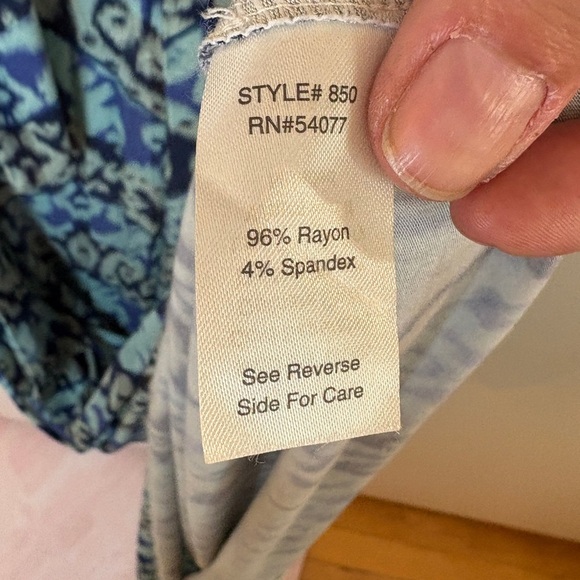 STYLE# 850
RN#54077
96% Rayon
4% Spandex
See Reverse
Side For Care